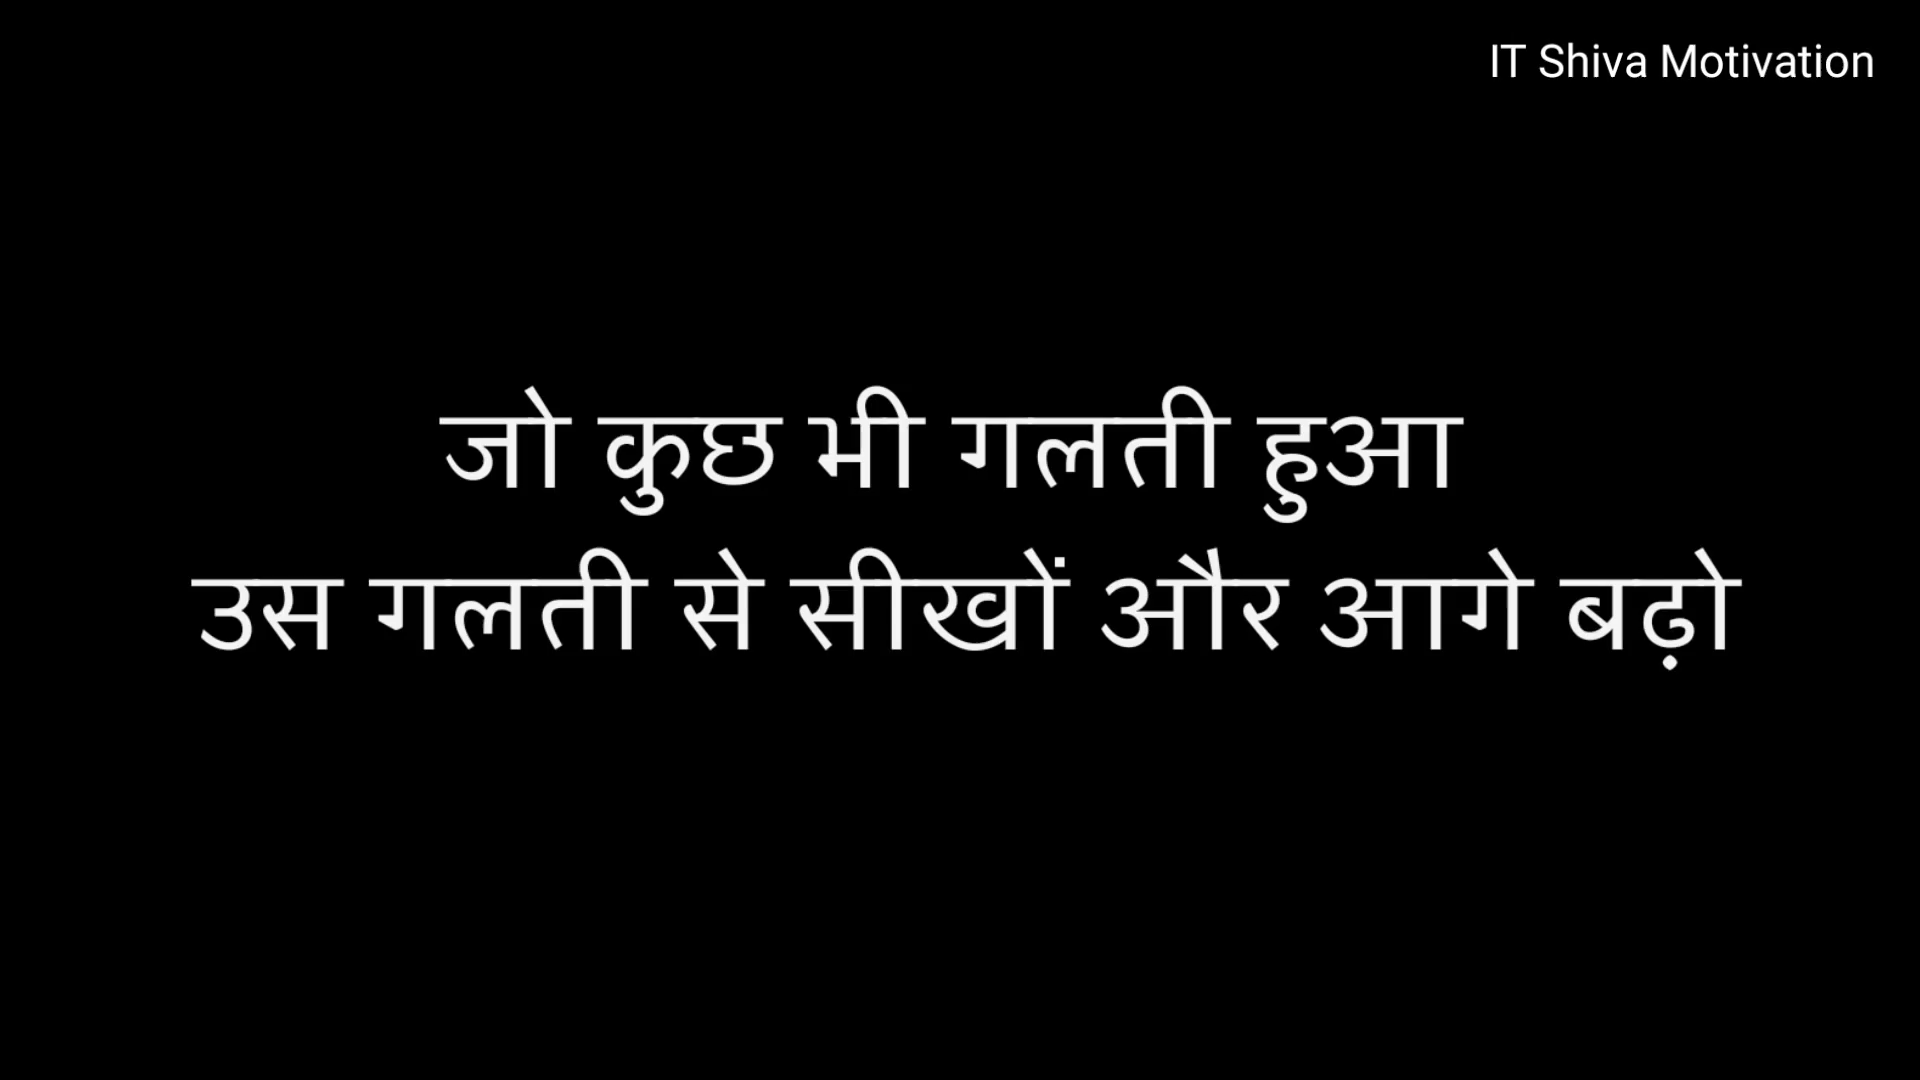 IT Shiva Motivation
जो कुछ भी गलती हुआ
उस गलती से सीखों और आगे बढ़ो